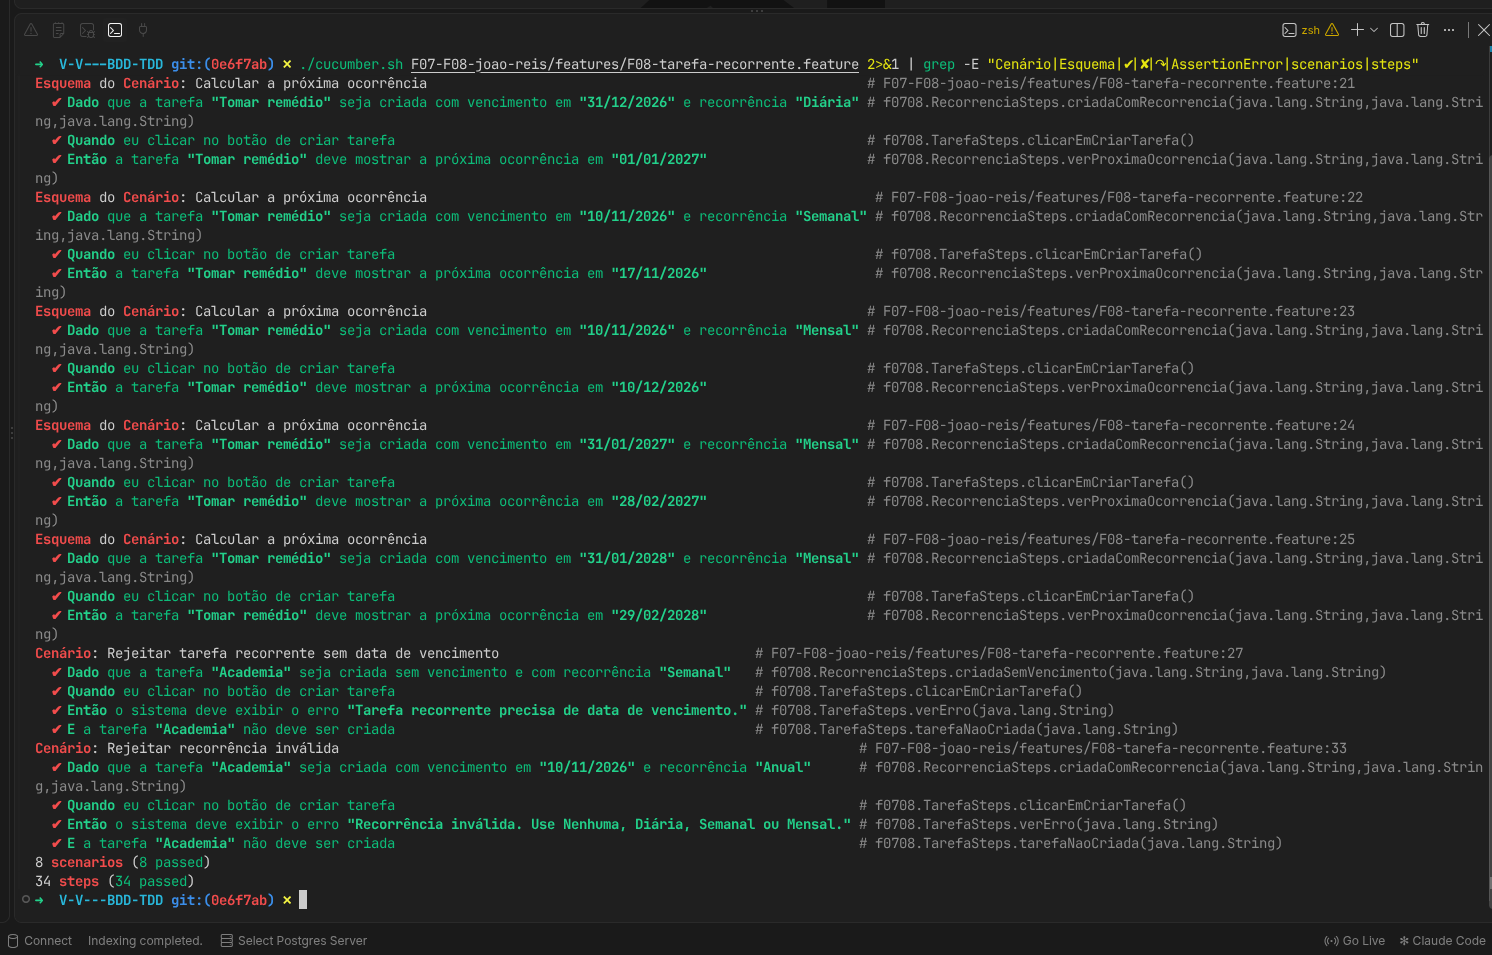 zsh
→ V-V---BDD-TDD git:(0e6f7ab) ✗ ./cucumber.sh F07-F08-joao-reis/features/F08-tarefa-recorrente.feature 2>&1 | grep -E "Cenário|Esquema|✔|✘|↷|AssertionError|scenarios|steps"
Esquema do Cenário: Calcular a próxima ocorrência # F07-F08-joao-reis/features/F08-tarefa-recorrente.feature:21
✔ Dado que a tarefa "Tomar remédio" seja criada com vencimento em "31/12/2026" e recorrência "Diária" # f0708.RecorrenciaSteps.criadaComRecorrencia(java.lang.String,java.lang.Stri
ng,java.lang.String)
✔ Quando eu clicar no botão de criar tarefa # f0708.TarefaSteps.clicarEmCriarTarefa()
✔ Então a tarefa "Tomar remédio" deve mostrar a próxima ocorrência em "01/01/2027" # f0708.RecorrenciaSteps.verProximaOcorrencia(java.lang.String,java.lang.Stri
ng)
Esquema do Cenário: Calcular a próxima ocorrência # F07-F08-joao-reis/features/F08-tarefa-recorrente.feature:22
✔ Dado que a tarefa "Tomar remédio" seja criada com vencimento em "10/11/2026" e recorrência "Semanal" # f0708.RecorrenciaSteps.criadaComRecorrencia(java.lang.String,java.lang.Str
ing,java.lang.String)
✔ Quando eu clicar no botão de criar tarefa # f0708.TarefaSteps.clicarEmCriarTarefa()
✔ Então a tarefa "Tomar remédio" deve mostrar a próxima ocorrência em "17/11/2026" # f0708.RecorrenciaSteps.verProximaOcorrencia(java.lang.String,java.lang.Str
ing)
Esquema do Cenário: Calcular a próxima ocorrência # F07-F08-joao-reis/features/F08-tarefa-recorrente.feature:23
✔ Dado que a tarefa "Tomar remédio" seja criada com vencimento em "10/11/2026" e recorrência "Mensal" # f0708.RecorrenciaSteps.criadaComRecorrencia(java.lang.String,java.lang.Stri
ng,java.lang.String)
✔ Quando eu clicar no botão de criar tarefa # f0708.TarefaSteps.clicarEmCriarTarefa()
✔ Então a tarefa "Tomar remédio" deve mostrar a próxima ocorrência em "10/12/2026" # f0708.RecorrenciaSteps.verProximaOcorrencia(java.lang.String,java.lang.Stri
ng)
Esquema do Cenário: Calcular a próxima ocorrência # F07-F08-joao-reis/features/F08-tarefa-recorrente.feature:24
✔ Dado que a tarefa "Tomar remédio" seja criada com vencimento em "31/01/2027" e recorrência "Mensal" # f0708.RecorrenciaSteps.criadaComRecorrencia(java.lang.String,java.lang.Stri
ng,java.lang.String)
✔ Quando eu clicar no botão de criar tarefa # f0708.TarefaSteps.clicarEmCriarTarefa()
✔ Então a tarefa "Tomar remédio" deve mostrar a próxima ocorrência em "28/02/2027" # f0708.RecorrenciaSteps.verProximaOcorrencia(java.lang.String,java.lang.Stri
ng)
Esquema do Cenário: Calcular a próxima ocorrência # F07-F08-joao-reis/features/F08-tarefa-recorrente.feature:25
✔ Dado que a tarefa "Tomar remédio" seja criada com vencimento em "31/01/2028" e recorrência "Mensal" # f0708.RecorrenciaSteps.criadaComRecorrencia(java.lang.String,java.lang.Stri
ng,java.lang.String)
✔ Quando eu clicar no botão de criar tarefa # f0708.TarefaSteps.clicarEmCriarTarefa()
✔ Então a tarefa "Tomar remédio" deve mostrar a próxima ocorrência em "29/02/2028" # f0708.RecorrenciaSteps.verProximaOcorrencia(java.lang.String,java.lang.Stri
ng)
Cenário: Rejeitar tarefa recorrente sem data de vencimento # F07-F08-joao-reis/features/F08-tarefa-recorrente.feature:27
✔ Dado que a tarefa "Academia" seja criada sem vencimento e com recorrência "Semanal" # f0708.RecorrenciaSteps.criadaSemVencimento(java.lang.String,java.lang.String)
✔ Quando eu clicar no botão de criar tarefa # f0708.TarefaSteps.clicarEmCriarTarefa()
✔ Então o sistema deve exibir o erro "Tarefa recorrente precisa de data de vencimento." # f0708.TarefaSteps.verErro(java.lang.String)
✔ E a tarefa "Academia" não deve ser criada # f0708.TarefaSteps.tarefaNaoCriada(java.lang.String)
Cenário: Rejeitar recorrência inválida # F07-F08-joao-reis/features/F08-tarefa-recorrente.feature:33
✔ Dado que a tarefa "Academia" seja criada com vencimento em "10/11/2026" e recorrência "Anual" # f0708.RecorrenciaSteps.criadaComRecorrencia(java.lang.String,java.lang.Strin
g,java.lang.String)
✔ Quando eu clicar no botão de criar tarefa # f0708.TarefaSteps.clicarEmCriarTarefa()
✔ Então o sistema deve exibir o erro "Recorrência inválida. Use Nenhuma, Diária, Semanal ou Mensal." # f0708.TarefaSteps.verErro(java.lang.String)
✔ E a tarefa "Academia" não deve ser criada # f0708.TarefaSteps.tarefaNaoCriada(java.lang.String)
8 scenarios (8 passed)
34 steps (34 passed)
→ V-V---BDD-TDD git:(0e6f7ab) ✗
Connect Indexing completed. Select Postgres Server Go Live Claude Code